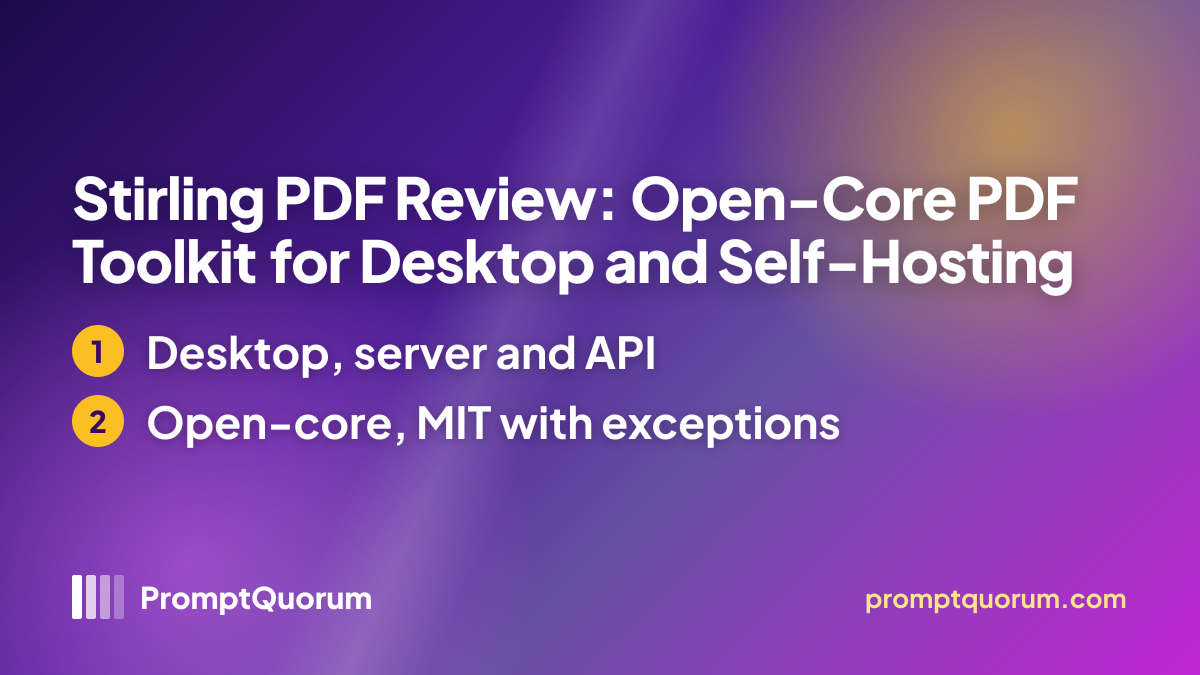 Stirling PDF Review: Open-Core PDF
Toolkit for Desktop and Self-Hosting
1 Desktop, server and API
2 Open-core, MIT with exceptions
PromptQuorum
promptquorum.com